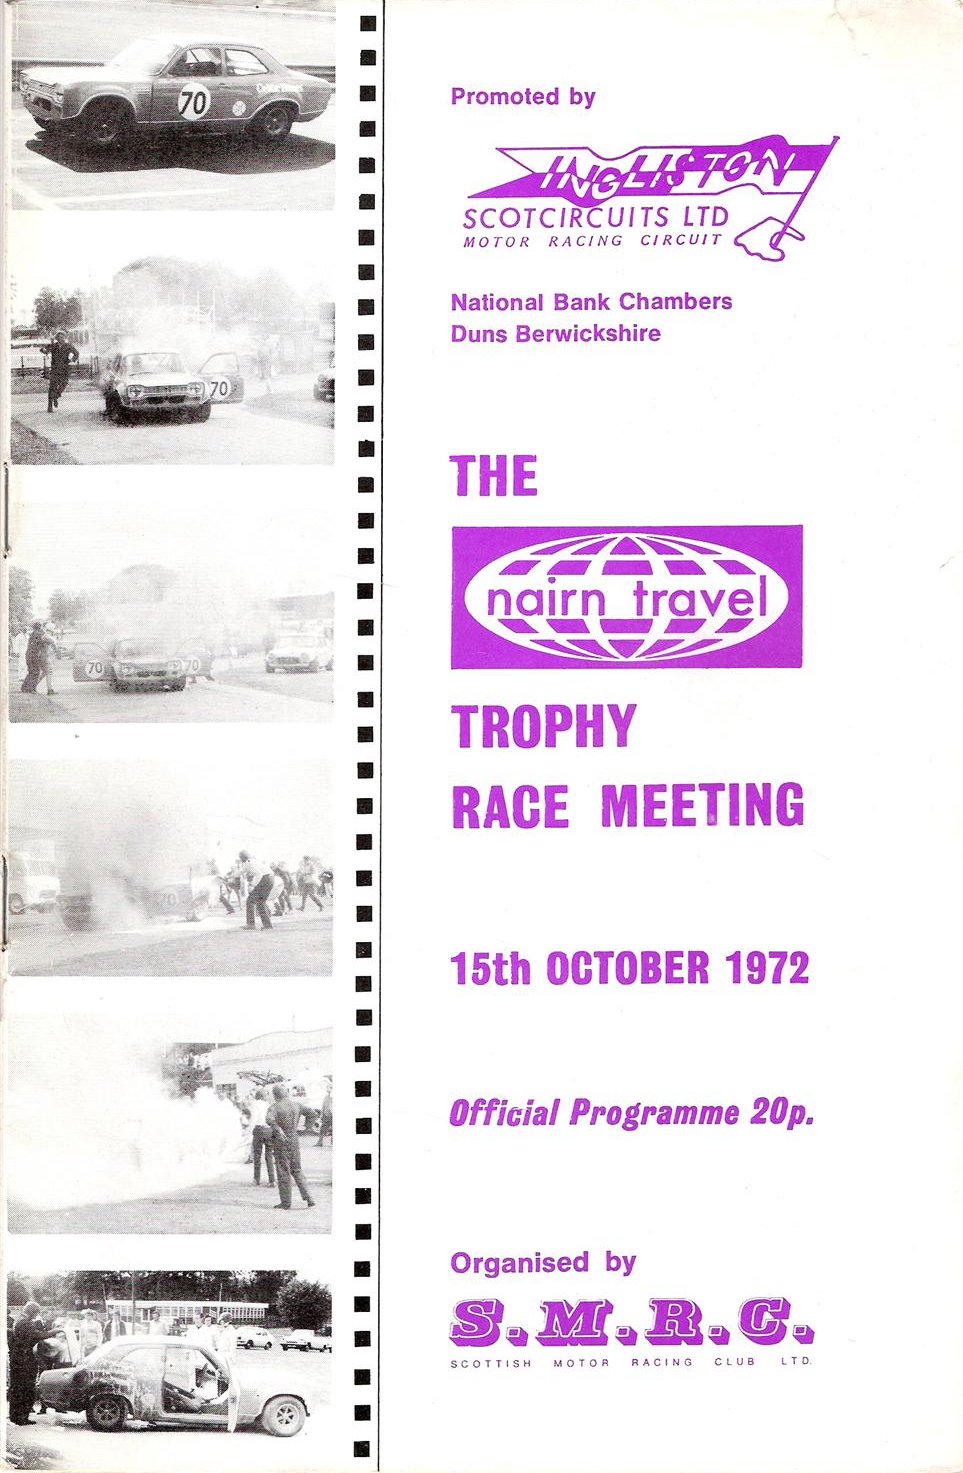 Promoted by
INGLISTON
SCOTCIRCUITS LTD
MOTOR RACING CIRCUIT
National Bank Chambers
Duns Berwickshire
THE
nairn travel
TROPHY
RACE MEETING
15th OCTOBER 1972
Official Programme 20p.
Organised by
S.M.R.C.
SCOTTISH MOTOR RACING CLUB LTD.
70
70
70
70
70